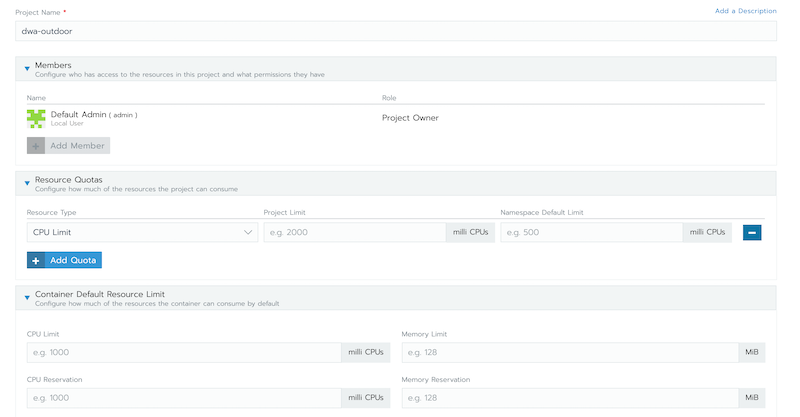 Project Name *
Add a Description
dwa-outdoor
Members
Configure who has access to the resources in this project and what permissions they have
Name Role
Default Admin ( admin )
Local User
Project Owner
+ Add Member
Resource Quotas
Configure how much of the resources the project can consume
Resource Type Project Limit Namespace Default Limit
CPU Limit e.g. 2000 milli CPUs e.g. 500 milli CPUs
+ Add Quota
Container Default Resource Limit
Configure how much of the resources the container can consume by default
CPU Limit Memory Limit
e.g. 1000 milli CPUs e.g. 128 MiB
CPU Reservation Memory Reservation
e.g. 1000 milli CPUs e.g. 128 MiB